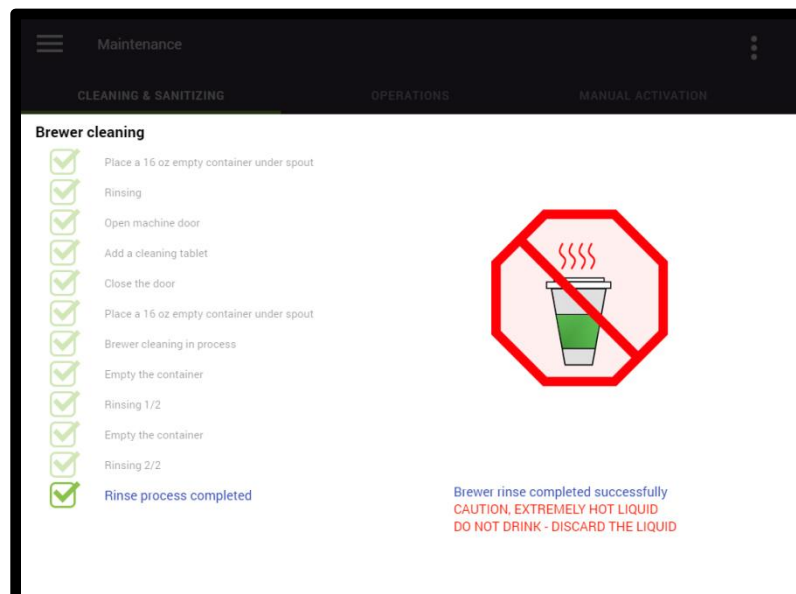 Maintenance
CLEANING & SANITIZING
OPERATIONS
MANUAL ACTIVATION
Brewer cleaning
Place a 16 oz empty container under spout
Rinsing
Open machine door
Add a cleaning tablet
Close the door
Place a 16 oz empty container under spout
Brewer cleaning in process
Empty the container
Rinsing 1/2
Empty the container
Rinsing 2/2
Rinse process completed
Brewer rinse completed successfully
CAUTION, EXTREMELY HOT LIQUID
DO NOT DRINK - DISCARD THE LIQUID